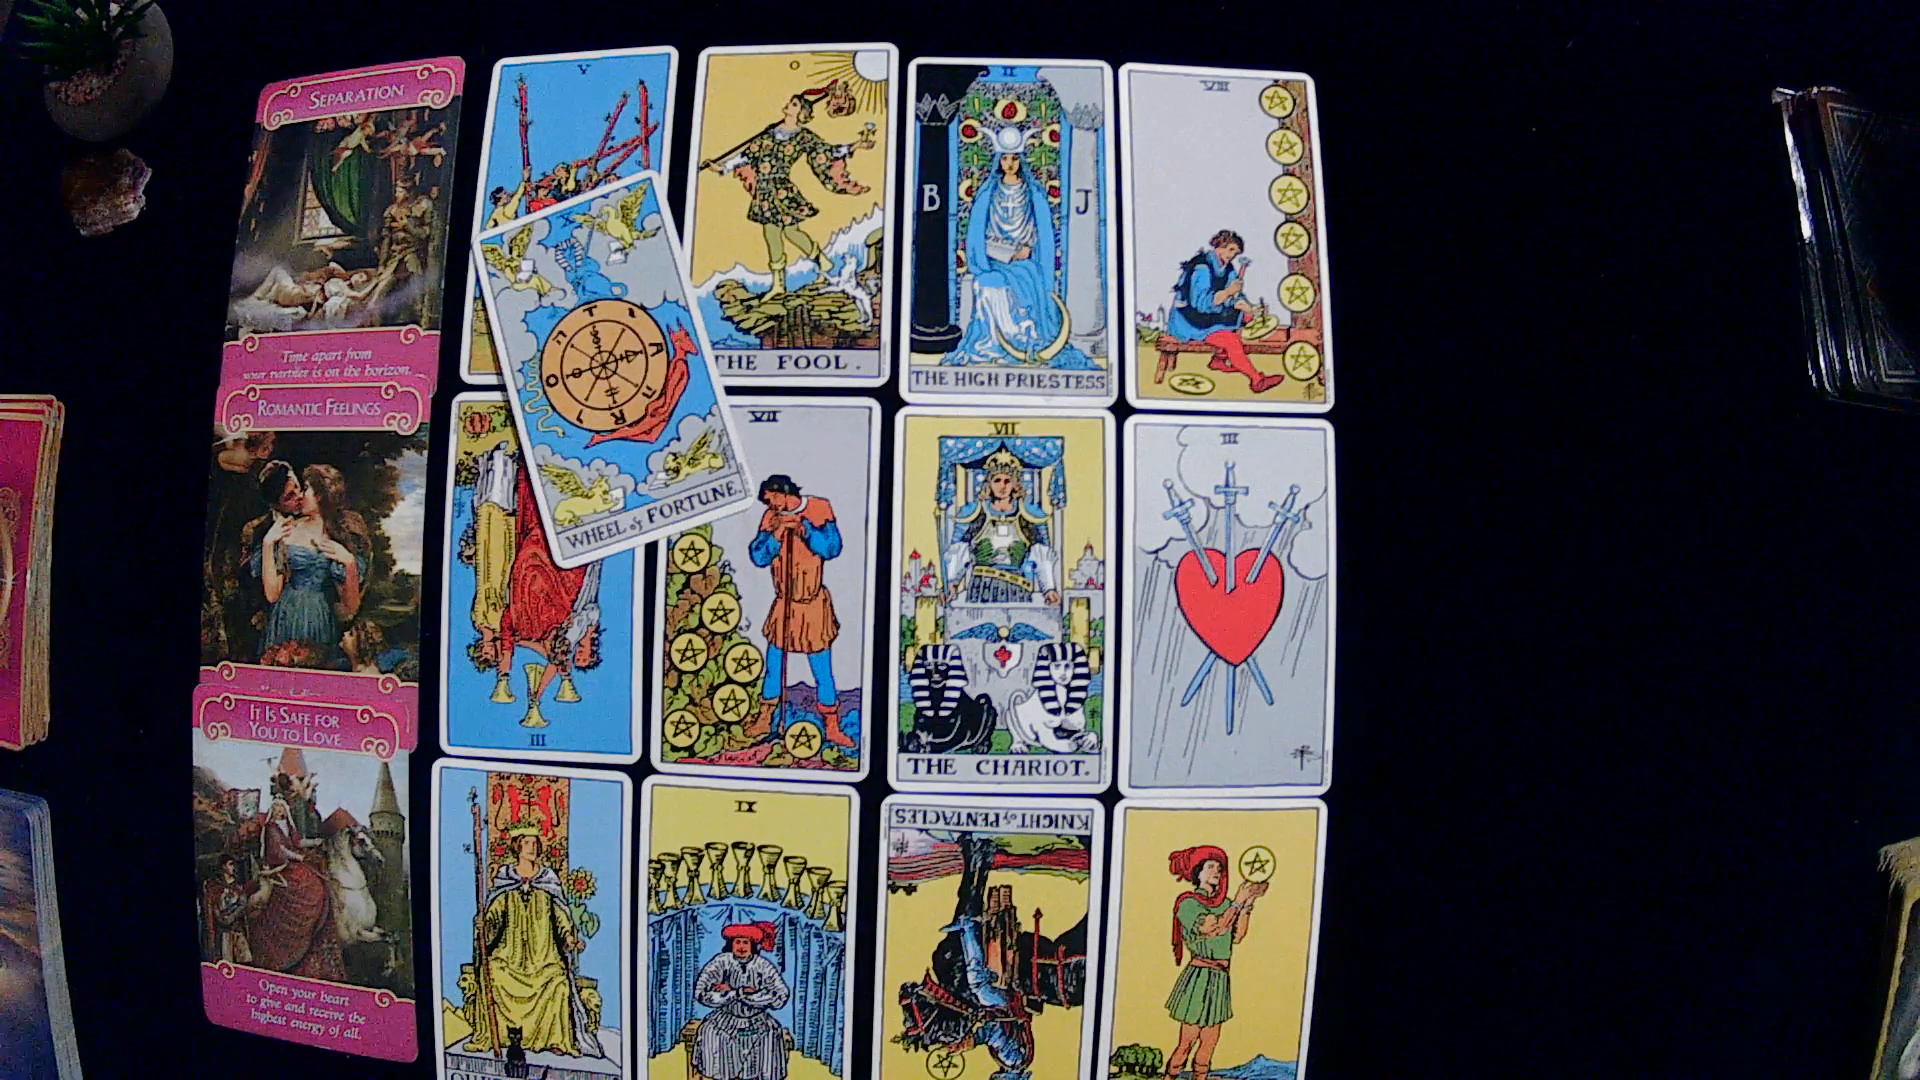 SEPARATION
Time apart from
your partner is on the horizon.
ROMANTIC FEELINGS
IT IS SAFE FOR
YOU TO LOVE
Open your heart
to give and receive the
highest energy of all.
V
X
T
A
R
O
WHEEL of FORTUNE.
0
THE FOOL.
II
B
J
THE HIGH PRIESTESS
VIII
III
VII
VII
THE CHARIOT.
III
IX
KNIGHT of PENTACLES